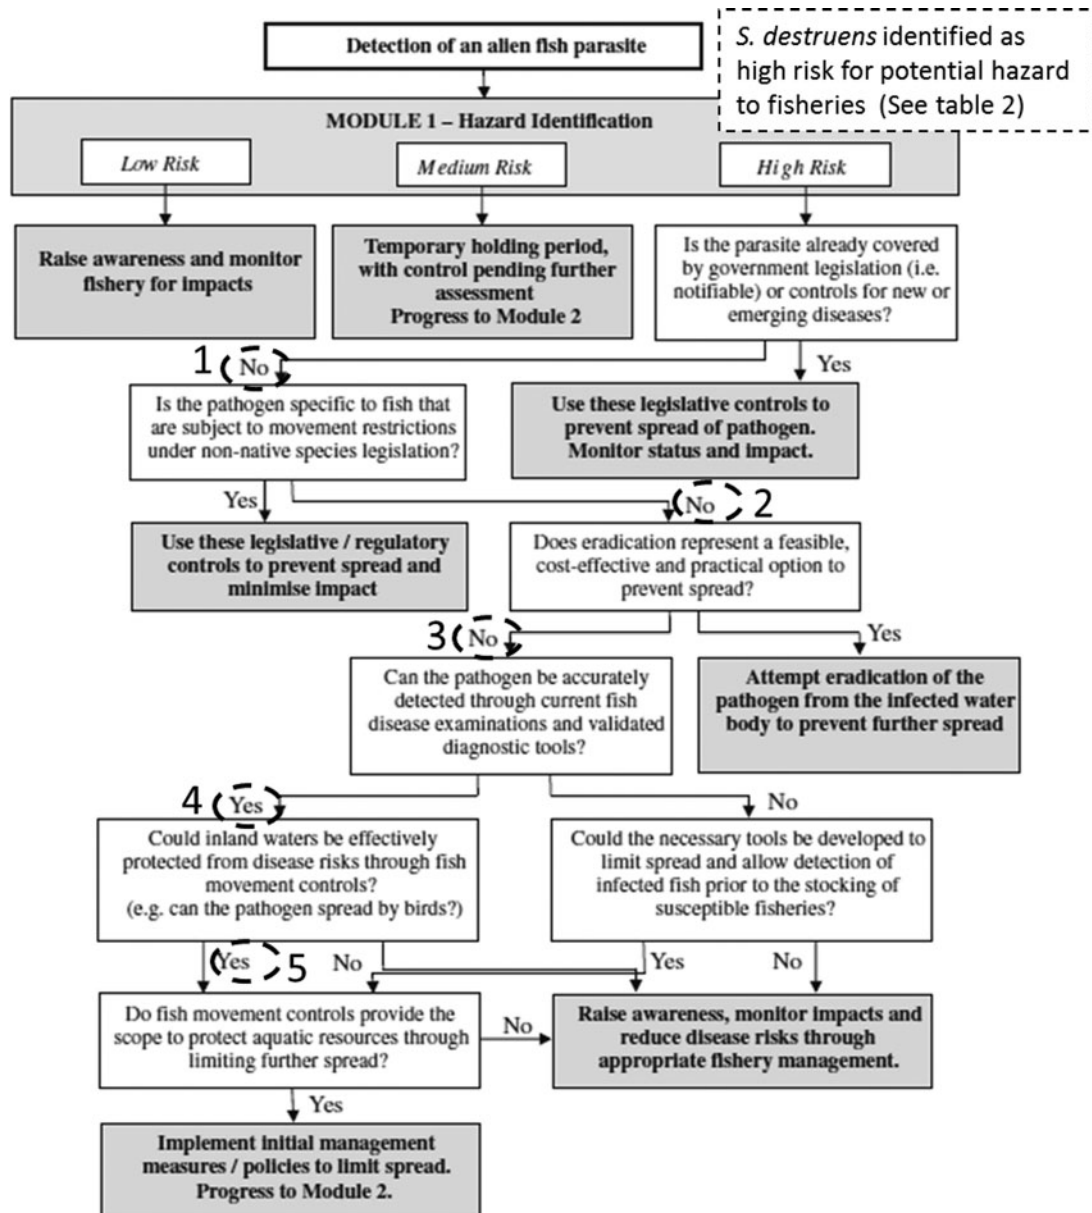 Detection of an alien fish parasite
S. destruens identified as
high risk for potential hazard
to fisheries (See table 2)
MODULE 1 – Hazard Identification
Low Risk
Medium Risk
High Risk
Raise awareness and monitor
fishery for impacts
Temporary holding period,
with control pending further
assessment
Progress to Module 2
Is the parasite already covered
by government legislation (i.e.
notifiable) or controls for new or
emerging diseases?
1
No
Yes
Is the pathogen specific to fish that
are subject to movement restrictions
under non-native species legislation?
Use these legislative controls to
prevent spread of pathogen.
Monitor status and impact.
Yes
No
2
Use these legislative / regulatory
controls to prevent spread and
minimise impact
Does eradication represent a feasible,
cost-effective and practical option to
prevent spread?
3
No
Yes
Can the pathogen be accurately
detected through current fish
disease examinations and validated
diagnostic tools?
Attempt eradication of the
pathogen from the infected water
body to prevent further spread
4
Yes
No
Could inland waters be effectively
protected from disease risks through fish
movement controls?
(e.g. can the pathogen spread by birds?)
Could the necessary tools be developed to
limit spread and allow detection of
infected fish prior to the stocking of
susceptible fisheries?
Yes
5
No
Yes
No
Do fish movement controls provide the
scope to protect aquatic resources through
limiting further spread?
No
Raise awareness, monitor impacts and
reduce disease risks through
appropriate fishery management.
Yes
Implement initial management
measures / policies to limit spread.
Progress to Module 2.